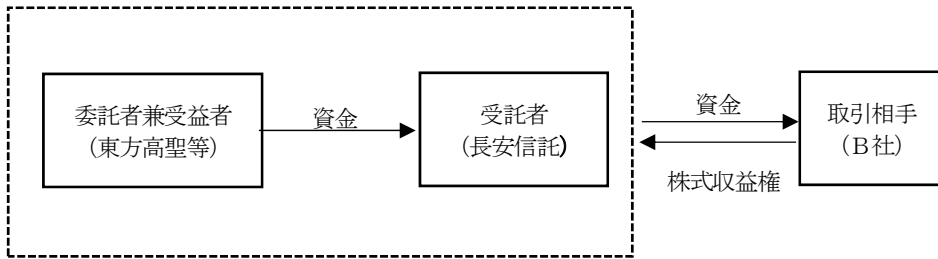 委託者兼受益者
(東方高聖等)
資金
受託者
(長安信託)
資金
株式収益権
取引相手
(B社)